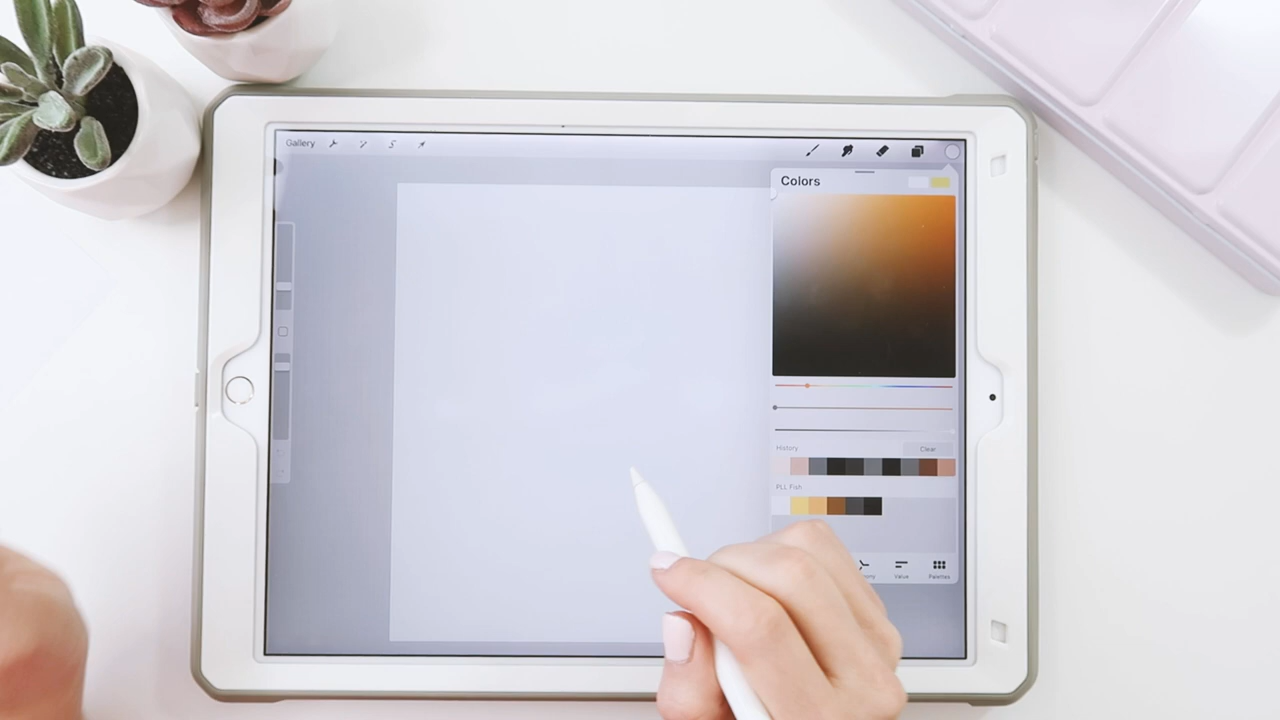 Gallery
Colors
History Clear
PLL Fish
Value Palettes